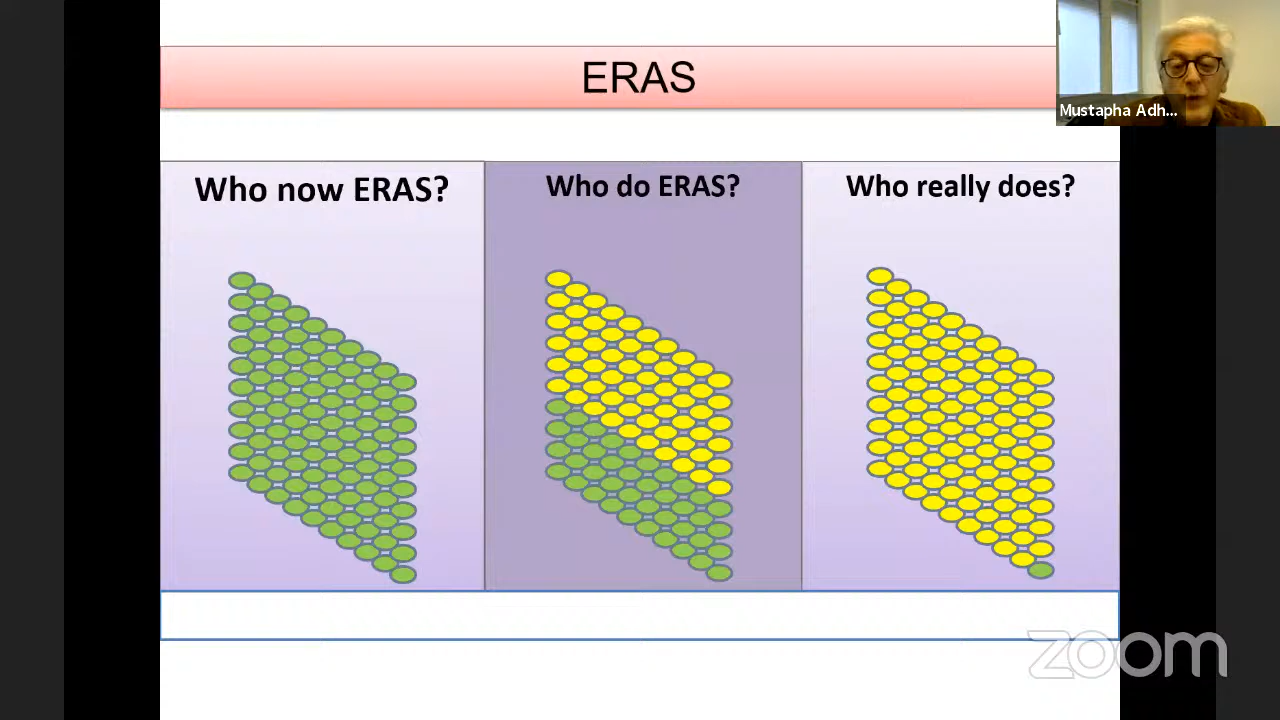 ERAS
Mustapha Adh...
Who now ERAS?
Who do ERAS?
Who really does?
zoom